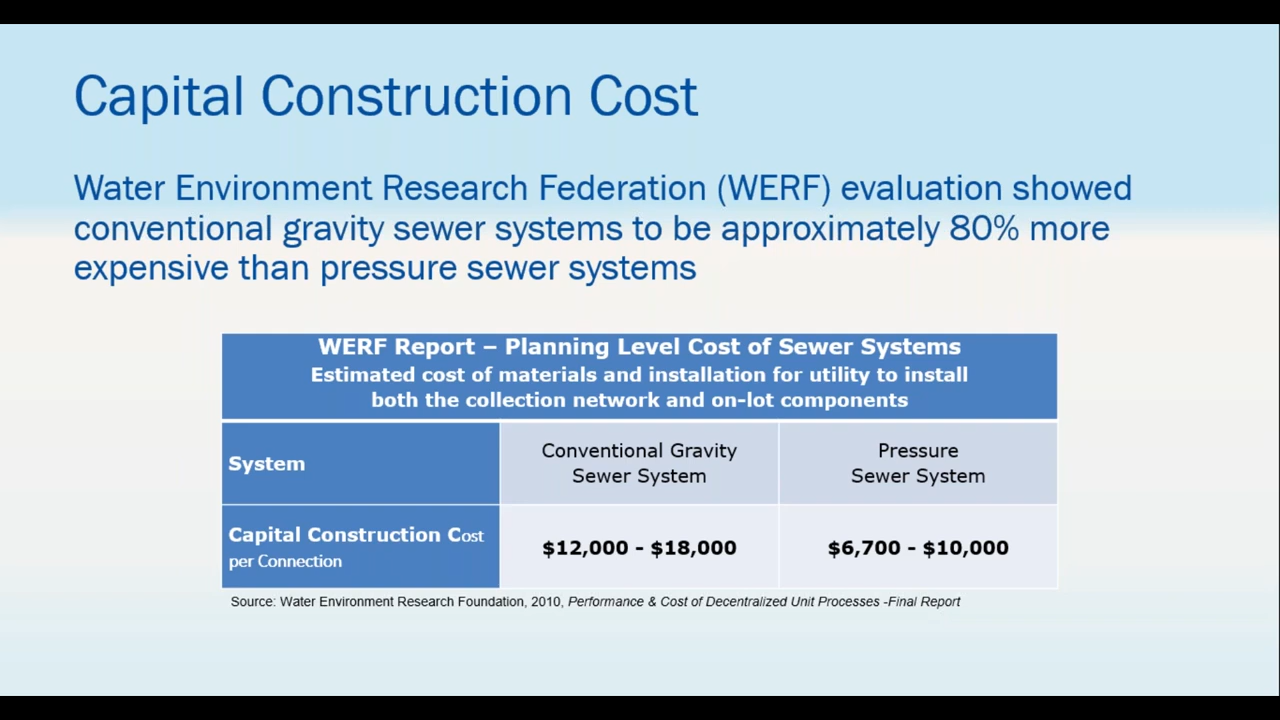 Capital Construction Cost
Water Environment Research Federation (WERF) evaluation showed
conventional gravity sewer systems to be approximately 80% more
expensive than pressure sewer systems
WERF Report – Planning Level Cost of Sewer Systems
Estimated cost of materials and installation for utility to install
both the collection network and on-lot components
System
Conventional Gravity
Sewer System
Pressure
Sewer System
Capital Construction Cost
per Connection
$12,000 - $18,000
$6,700 - $10,000
Source: Water Environment Research Foundation, 2010, Performance & Cost of Decentralized Unit Processes -Final Report